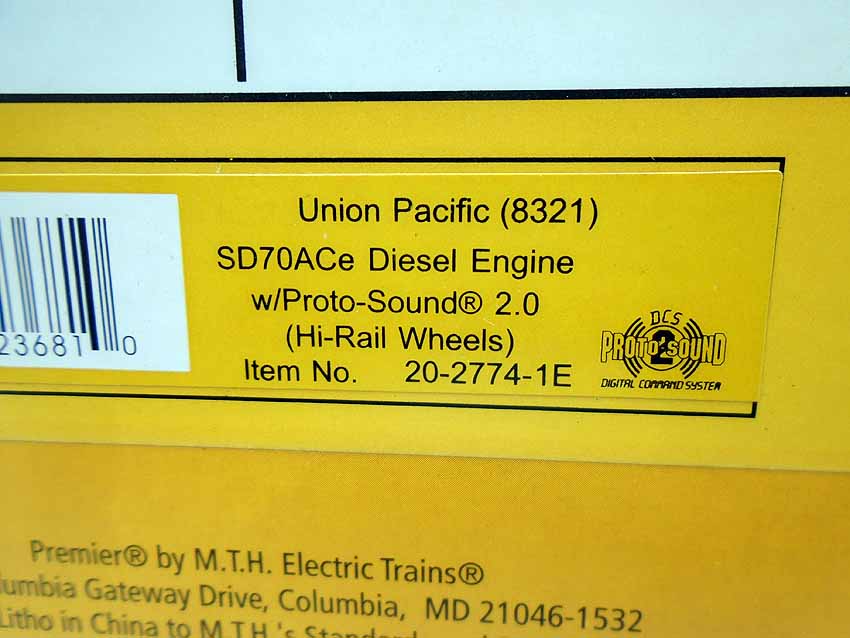 Union Pacific (8321)
SD70ACe Diesel Engine
w/Proto-Sound® 2.0
(Hi-Rail Wheels)
Item No. 20-2774-1E
23681 0
DCS
2
PROTO-SOUND
DIGITAL COMMAND SYSTEM
Premier® by M.T.H. Electric Trains®
lumbia Gateway Drive, Columbia, MD 21046-1532
Litho in China to M.T.H.'s